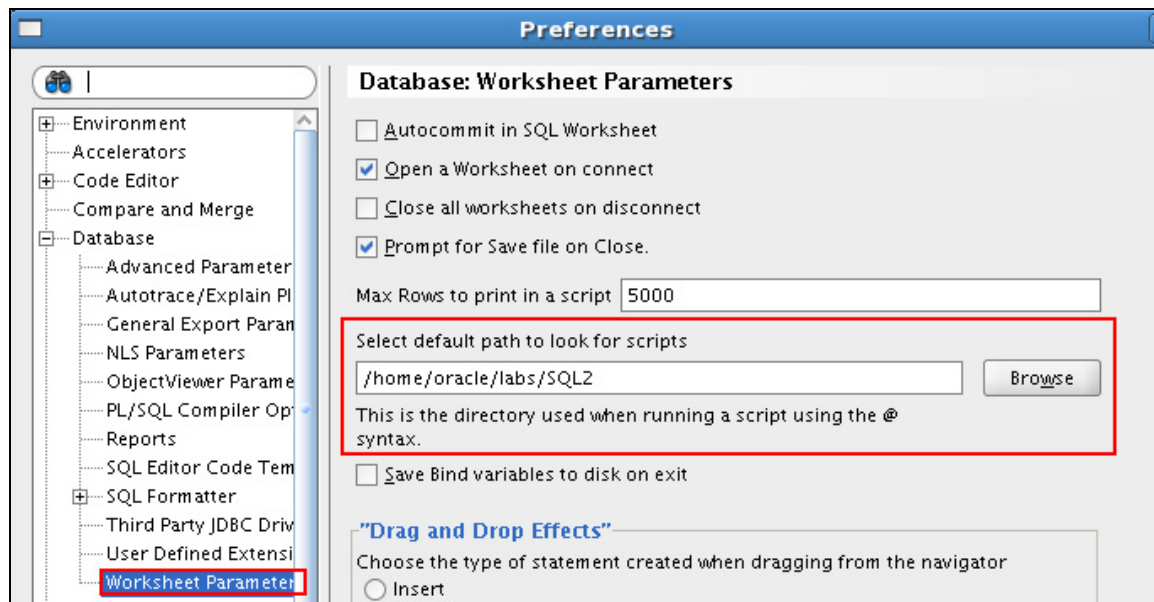 Preferences
Environment
Accelerators
Code Editor
Compare and Merge
Database
Advanced Parameter
Autotrace/Explain Pl
General Export Paran
NLS Parameters
ObjectViewer Parame
PL/SQL Compiler Op
Reports
SQL Editor Code Tem
SQL Formatter
Third Party JDBC Driv
User Defined Extensi
Worksheet Parameter
Database: Worksheet Parameters
Autocommit in SQL Worksheet
Open a Worksheet on connect
Close all worksheets on disconnect
Prompt for Save file on Close.
Max Rows to print in a script 5000
Select default path to look for scripts
/home/oracle/labs/SQL2 Browse
This is the directory used when running a script using the @
syntax.
Save Bind variables to disk on exit
"Drag and Drop Effects"
Choose the type of statement created when dragging from the navigator
Insert